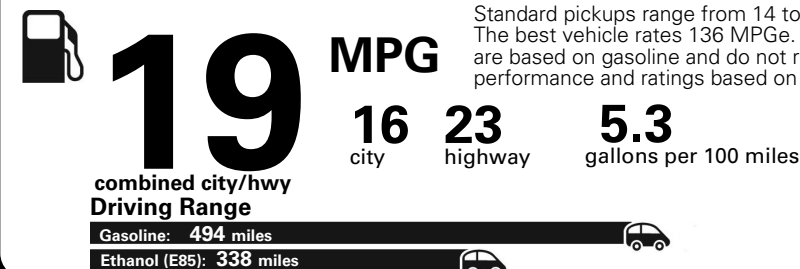 Standard pickups range from 14 to
The best vehicle rates 136 MPGe.
are based on gasoline and do not
performance and ratings based on
19
MPG
16 23 5.3
city highway gallons per 100 miles
combined city/hwy
Driving Range
Gasoline: 494 miles
Ethanol (E85): 338 miles